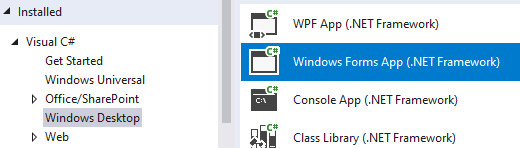 Installed
Visual C#
Get Started
Windows Universal
Office/SharePoint
Windows Desktop
Web
C#
WPF App (.NET Framework)
C#
Windows Forms App (.NET Framework)
C#
C:\
Console App (.NET Framework)
C#
Class Library (.NET Framework)